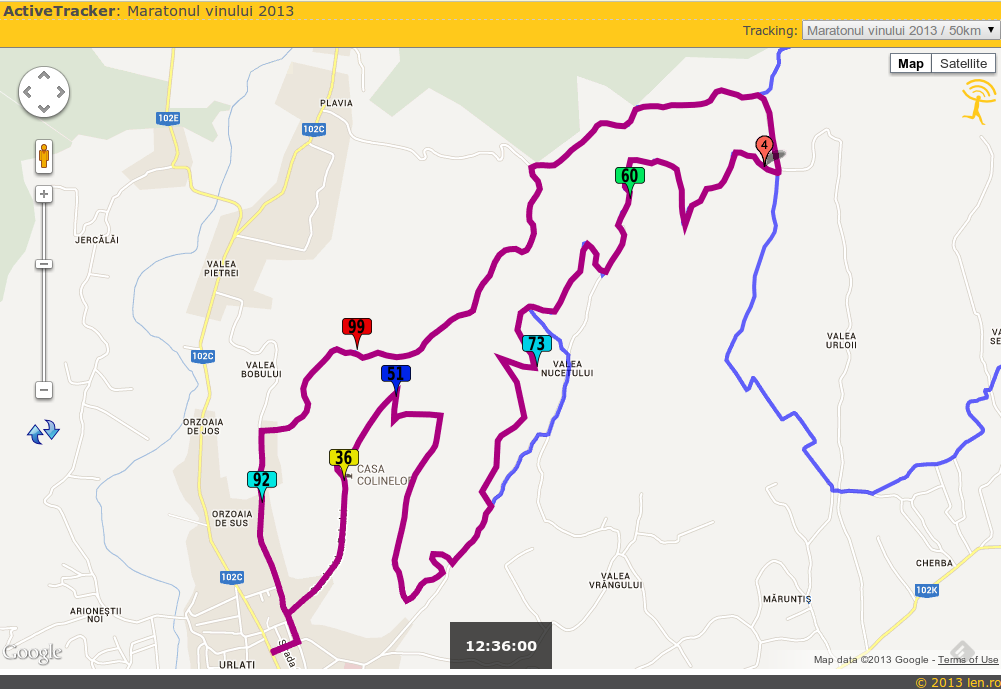 ActiveTracker: Maratonul vinului 2013
Tracking: Maratonul vinului 2013 / 50km
Map Satellite
PLAVIA
102E
102C
4
60
JERCĂLĂI
VALEA
PIETREI
99
VALEA
URLOII
VA
SE
73
VALEA
NUCETULUI
102C
VALEA
BOBULUI
51
ORZOAIA
DE JOS
36
CASA
COLINELOR
92
ORZOAIA
DE SUS
102C
CHERBA
VALEA
VRÂNGULUI
102K
MĂRUNȚIȘ
ARIONEȘTII
NOI
12:36:00
Strada
URLATI
Google
Map data ©2013 Google - Terms of Use
© 2013 len.ro